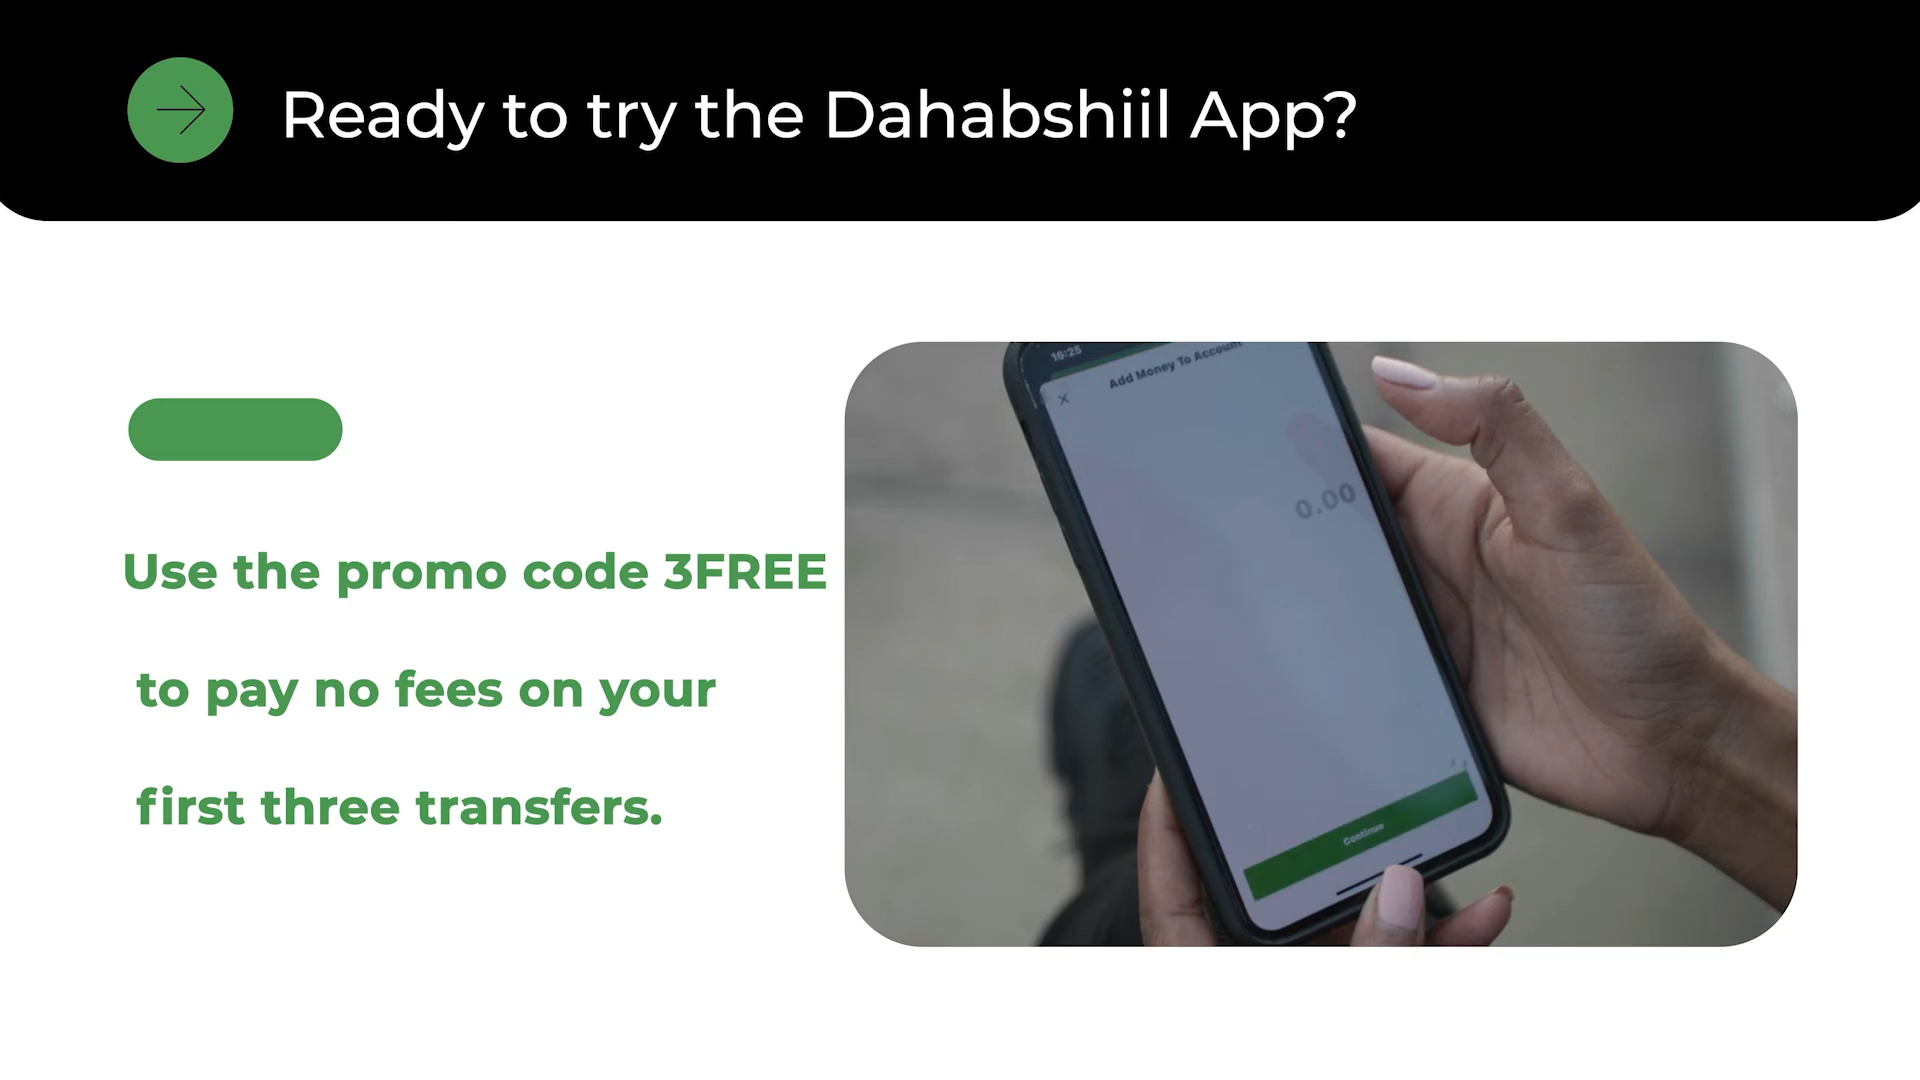 Ready to try the Dahabshiil App?
Use the promo code 3FREE
to pay no fees on your
first three transfers.
16:25
Add Money To Account
0.00
Continue